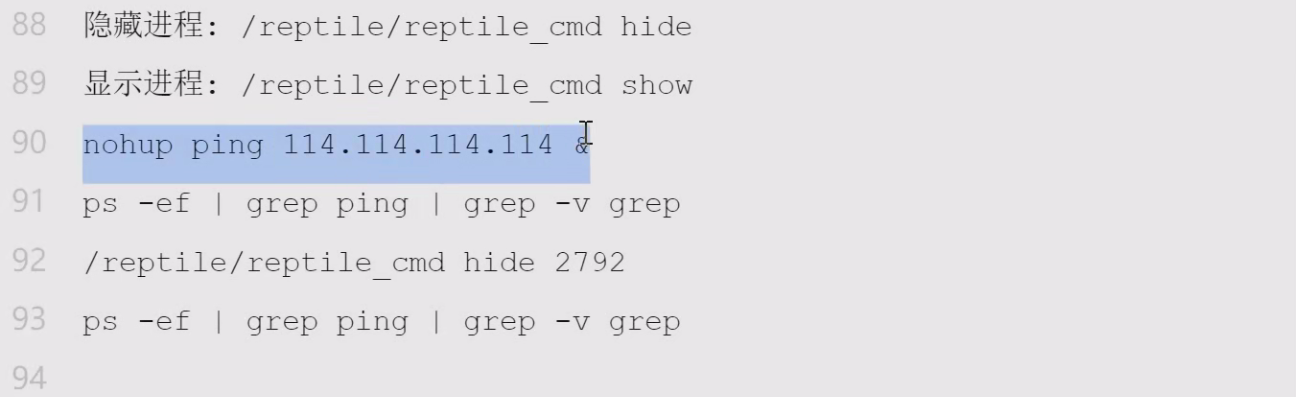 88 隐藏进程: /reptile/reptile_cmd hide
89 显示进程: /reptile/reptile_cmd show
90 nohup ping 114.114.114.114 &
91 ps -ef | grep ping | grep -v grep
92 /reptile/reptile_cmd hide 2792
93 ps -ef | grep ping | grep -v grep
94